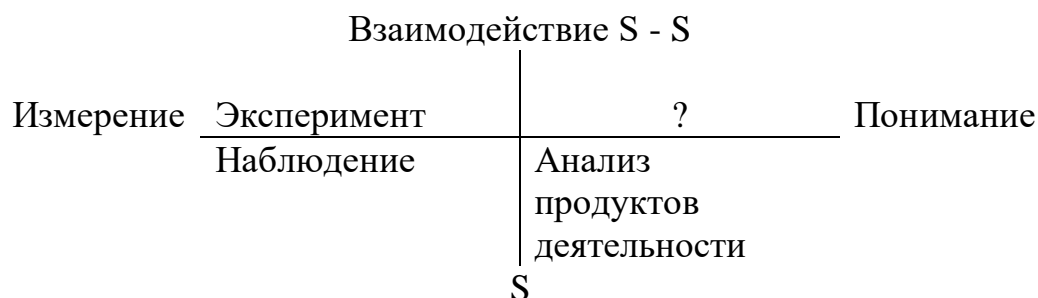 Взаимодействие S - S
Измерение Эксперимент ? Понимание
Наблюдение Анализ
продуктов
деятельности
S